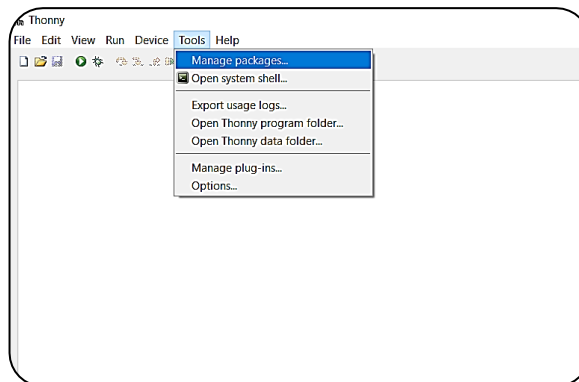 Thonny
File Edit View Run Device Tools Help
Manage packages...
Open system shell...
Export usage logs...
Open Thonny program folder...
Open Thonny data folder...
Manage plug-ins...
Options...